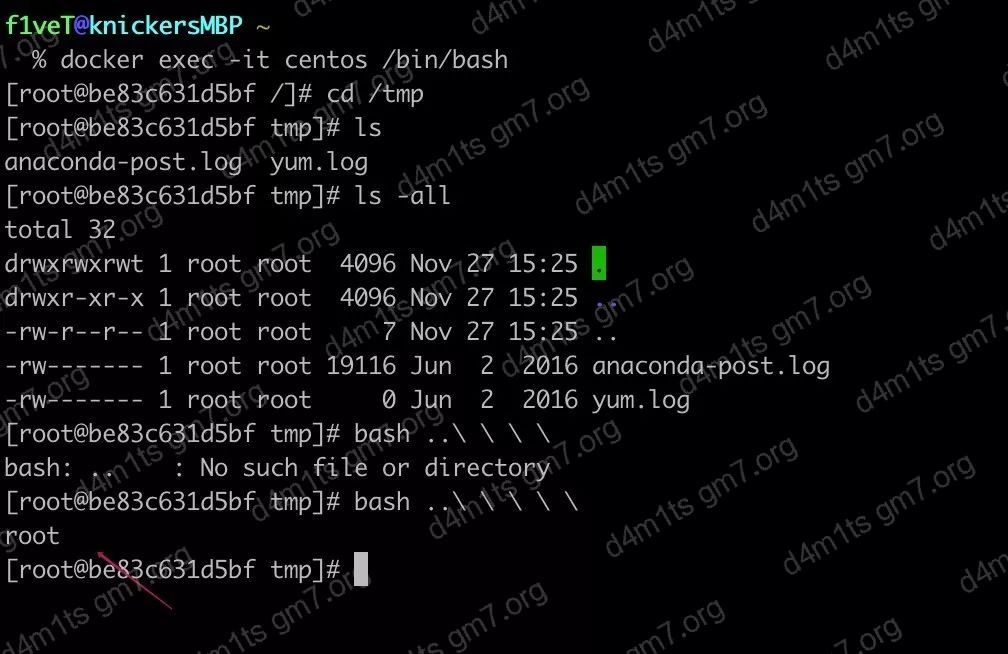 f1veT@knickersMBP ~
% docker exec -it centos /bin/bash
[root@be83c631d5bf /]# cd /tmp
[root@be83c631d5bf tmp]# ls
anaconda-post.log  yum.log
[root@be83c631d5bf tmp]# ls -all
total 32
drwxrwxrwt 1 root root  4096 Nov 27 15:25 .
drwxr-xr-x 1 root root  4096 Nov 27 15:25 ..
-rw-r--r-- 1 root root     7 Nov 27 15:25 ..
-rw------- 1 root root 19116 Jun  2  2016 anaconda-post.log
-rw------- 1 root root     0 Jun  2  2016 yum.log
[root@be83c631d5bf tmp]# bash ..\ \ \ \
bash: ..    : No such file or directory
[root@be83c631d5bf tmp]# bash ..\ \ \ \ \
root
[root@be83c631d5bf tmp]#
d4m1ts gm7.org